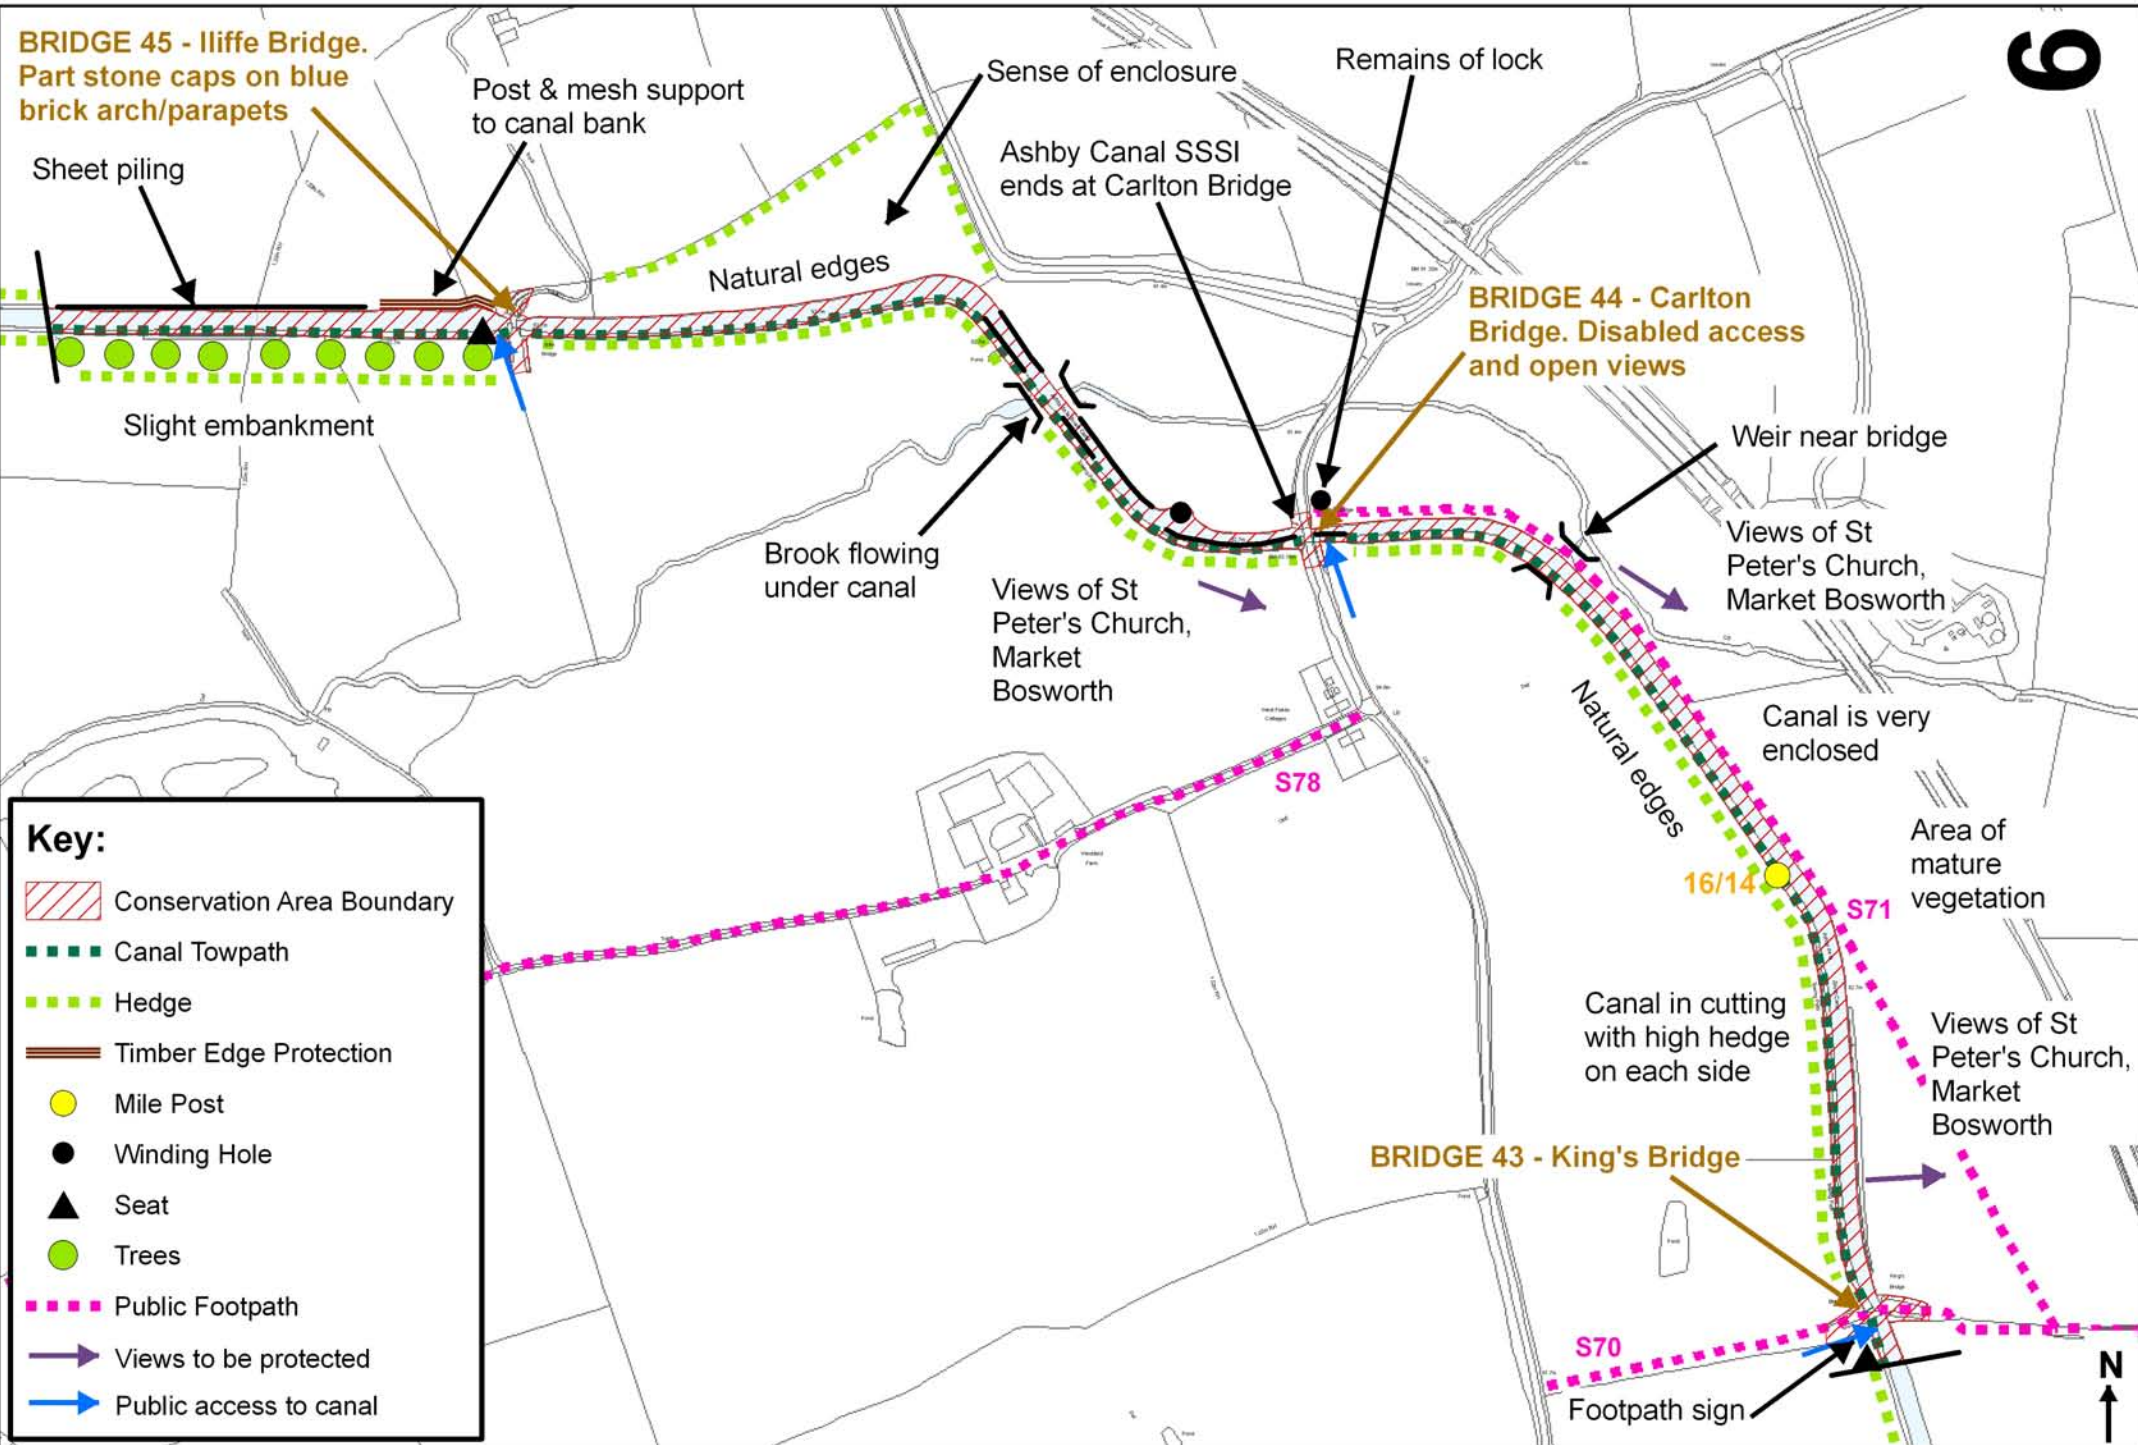 BRIDGE 45 - Iliffe Bridge.
Part stone caps on blue
brick arch/parapets
Post & mesh support
to canal bank
Sheet piling
Sense of enclosure
Remains of lock
9
Ashby Canal SSSI
ends at Carlton Bridge
Natural edges
BRIDGE 44 - Carlton
Bridge. Disabled access
and open views
Slight embankment
Weir near bridge
Brook flowing
under canal
Views of St
Peter's Church,
Market
Bosworth
Views of St
Peter's Church,
Market Bosworth
Natural edges
Canal is very
enclosed
S78
16/14
S71
Area of
mature
vegetation
Canal in cutting
with high hedge
on each side
Views of St
Peter's Church,
Market
Bosworth
BRIDGE 43 - King's Bridge
S70
Footpath sign
N
Key:
Conservation Area Boundary
Canal Towpath
Hedge
Timber Edge Protection
Mile Post
Winding Hole
Seat
Trees
Public Footpath
Views to be protected
Public access to canal